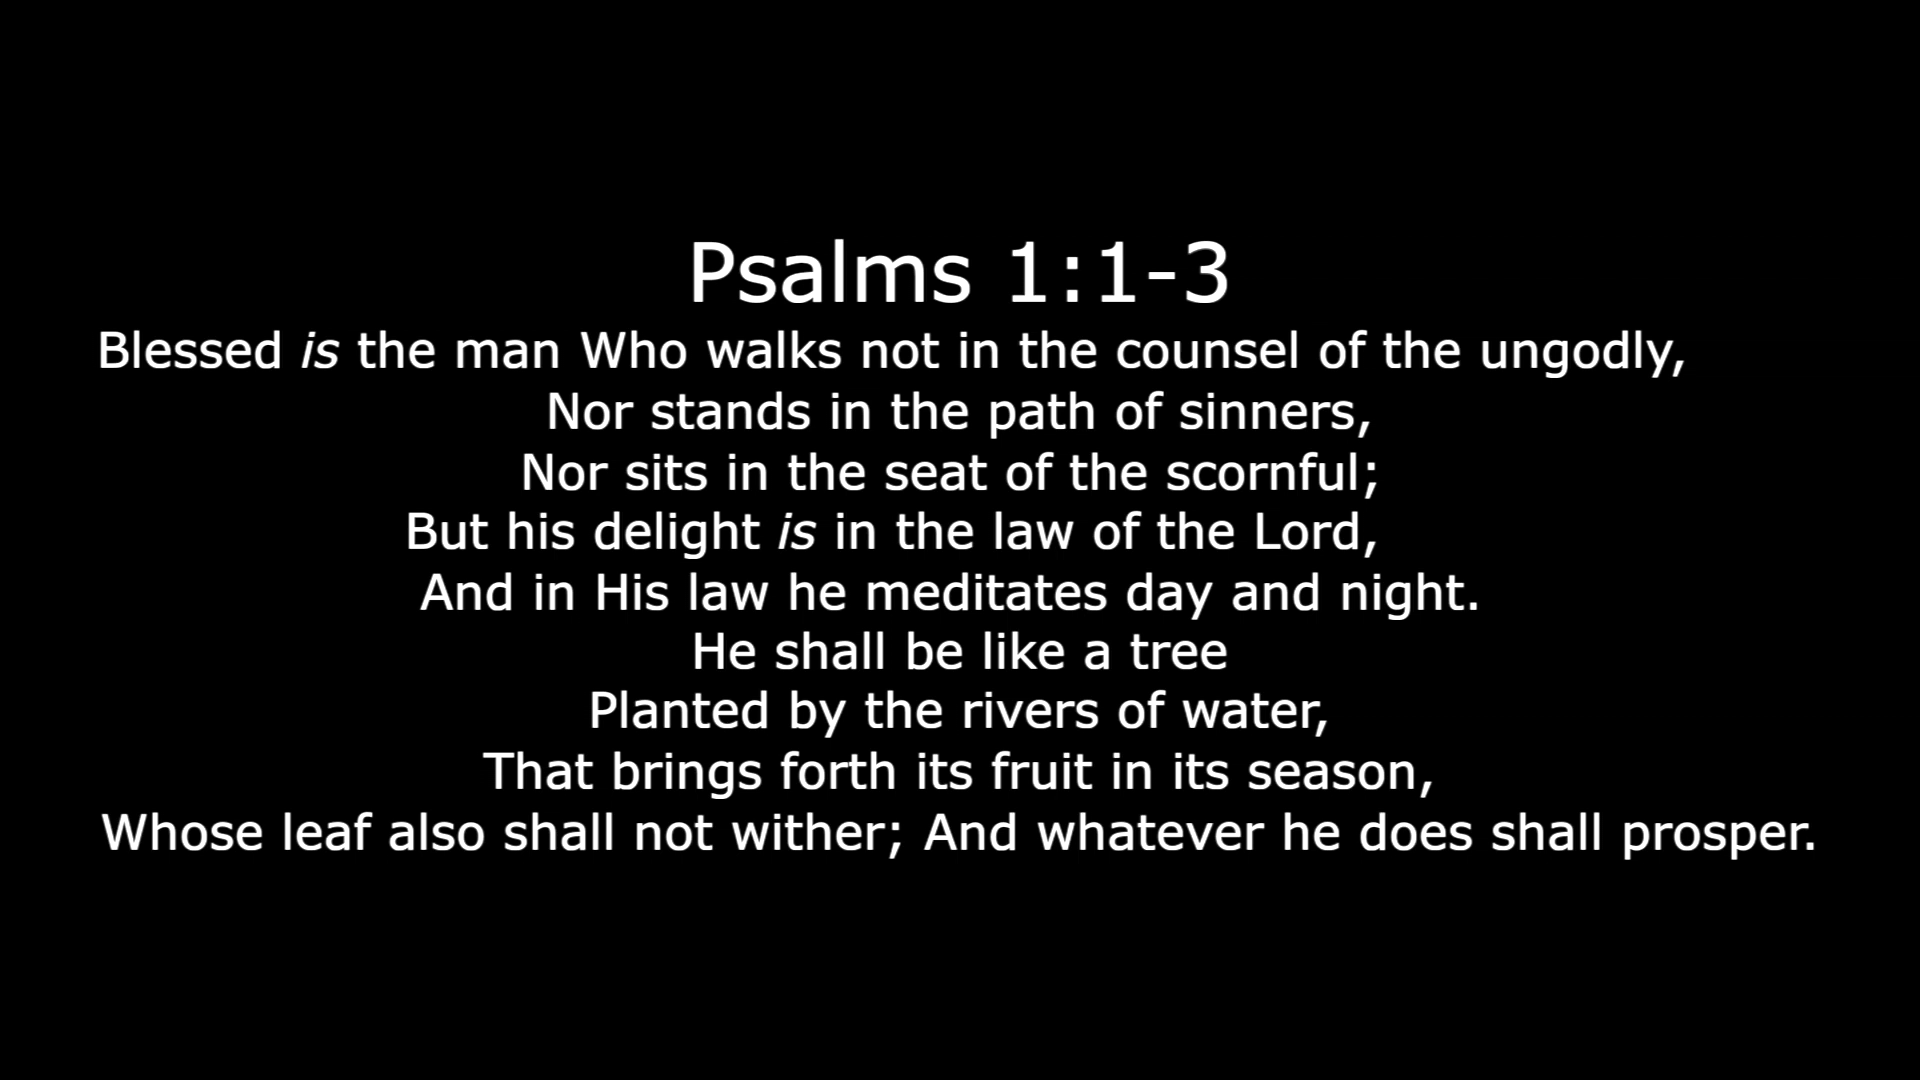 Psalms 1:1-3
Blessed is the man Who walks not in the counsel of the ungodly,
Nor stands in the path of sinners,
Nor sits in the seat of the scornful;
But his delight is in the law of the Lord,
And in His law he meditates day and night.
He shall be like a tree
Planted by the rivers of water,
That brings forth its fruit in its season,
Whose leaf also shall not wither; And whatever he does shall prosper.